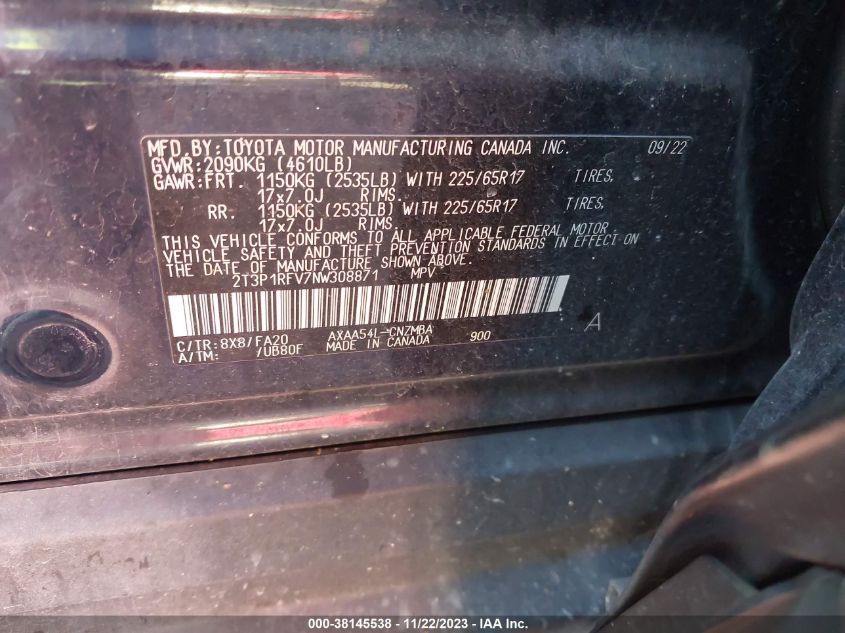 MFD. BY: TOYOTA MOTOR MANUFACTURING CANADA INC. 09/22
GVWR: 2090KG (4610LB)
GAWR: FRT. 1150KG (2535LB) WITH 225/65R17 TIRES,
17x7.0J RIMS.
RR. 1150KG (2535LB) WITH 225/65R17 TIRES,
17x7.0J RIMS.
THIS VEHICLE CONFORMS TO ALL APPLICABLE FEDERAL MOTOR
VEHICLE SAFETY AND THEFT PREVENTION STANDARDS IN EFFECT ON
THE DATE OF MANUFACTURE SHOWN ABOVE.
2T3P1RFV7NW308871 MPV
C/TR: 8X8/FA20 AXAA54L-CNZMBA 900 A
A/TM: /UB80F MADE IN CANADA
000-38145538 - 11/22/2023 - IAA Inc.